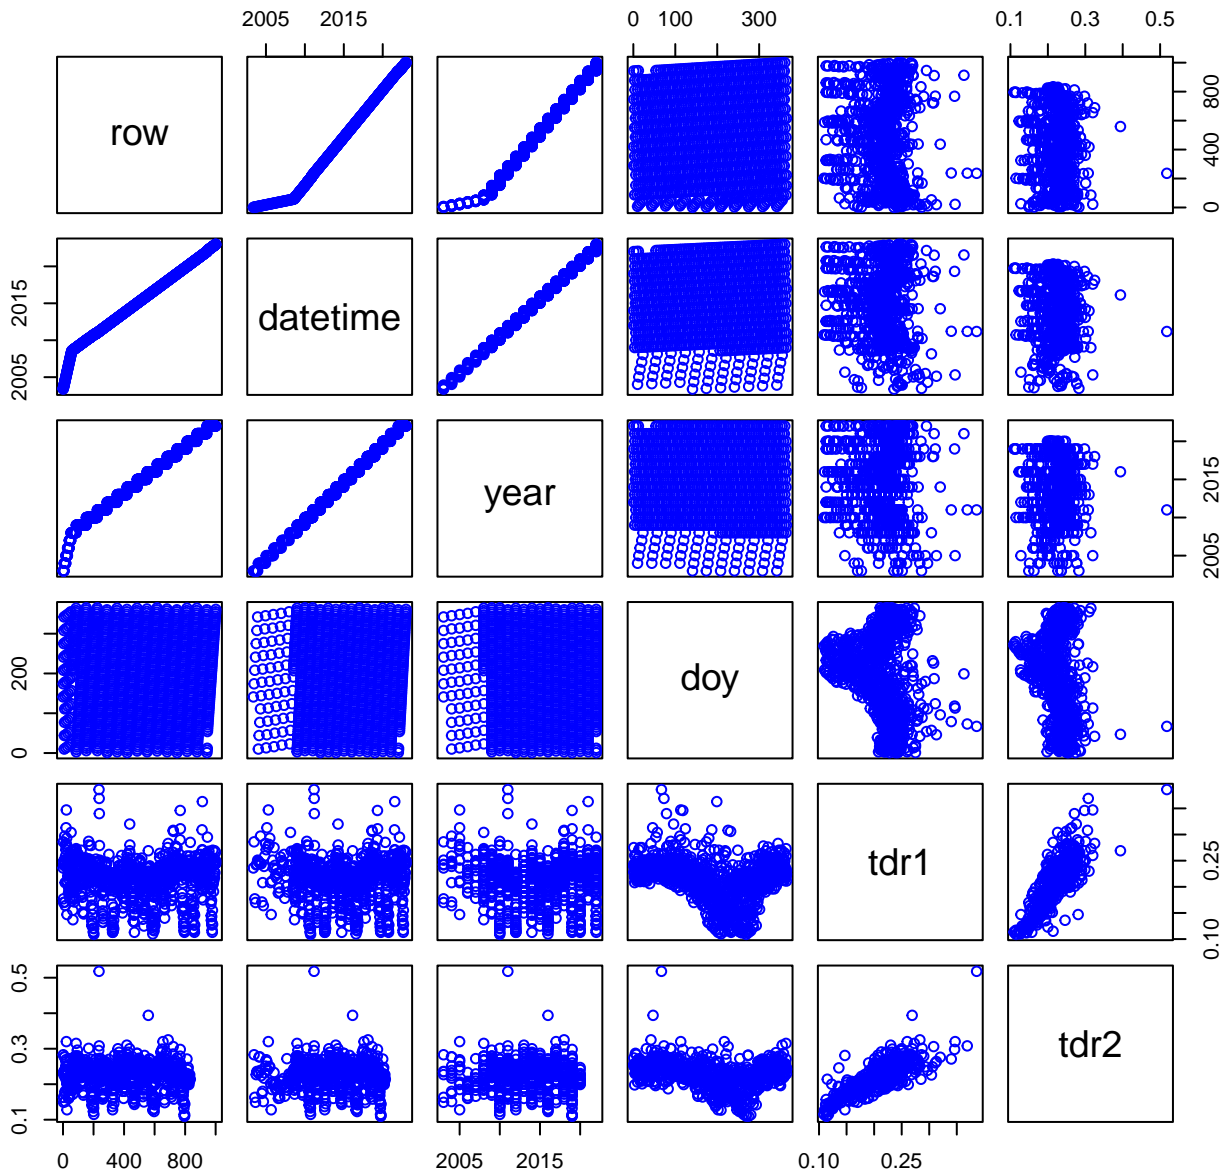 2005 2015 0 100 300 0.1 0.3 0.5
row 0 400 800
2005 2015 datetime
year 2005 2015
0 200 doy
tdr1 0.10 0.25
0.1 0.3 0.5 tdr2
0 400 800 2005 2015 0.10 0.25